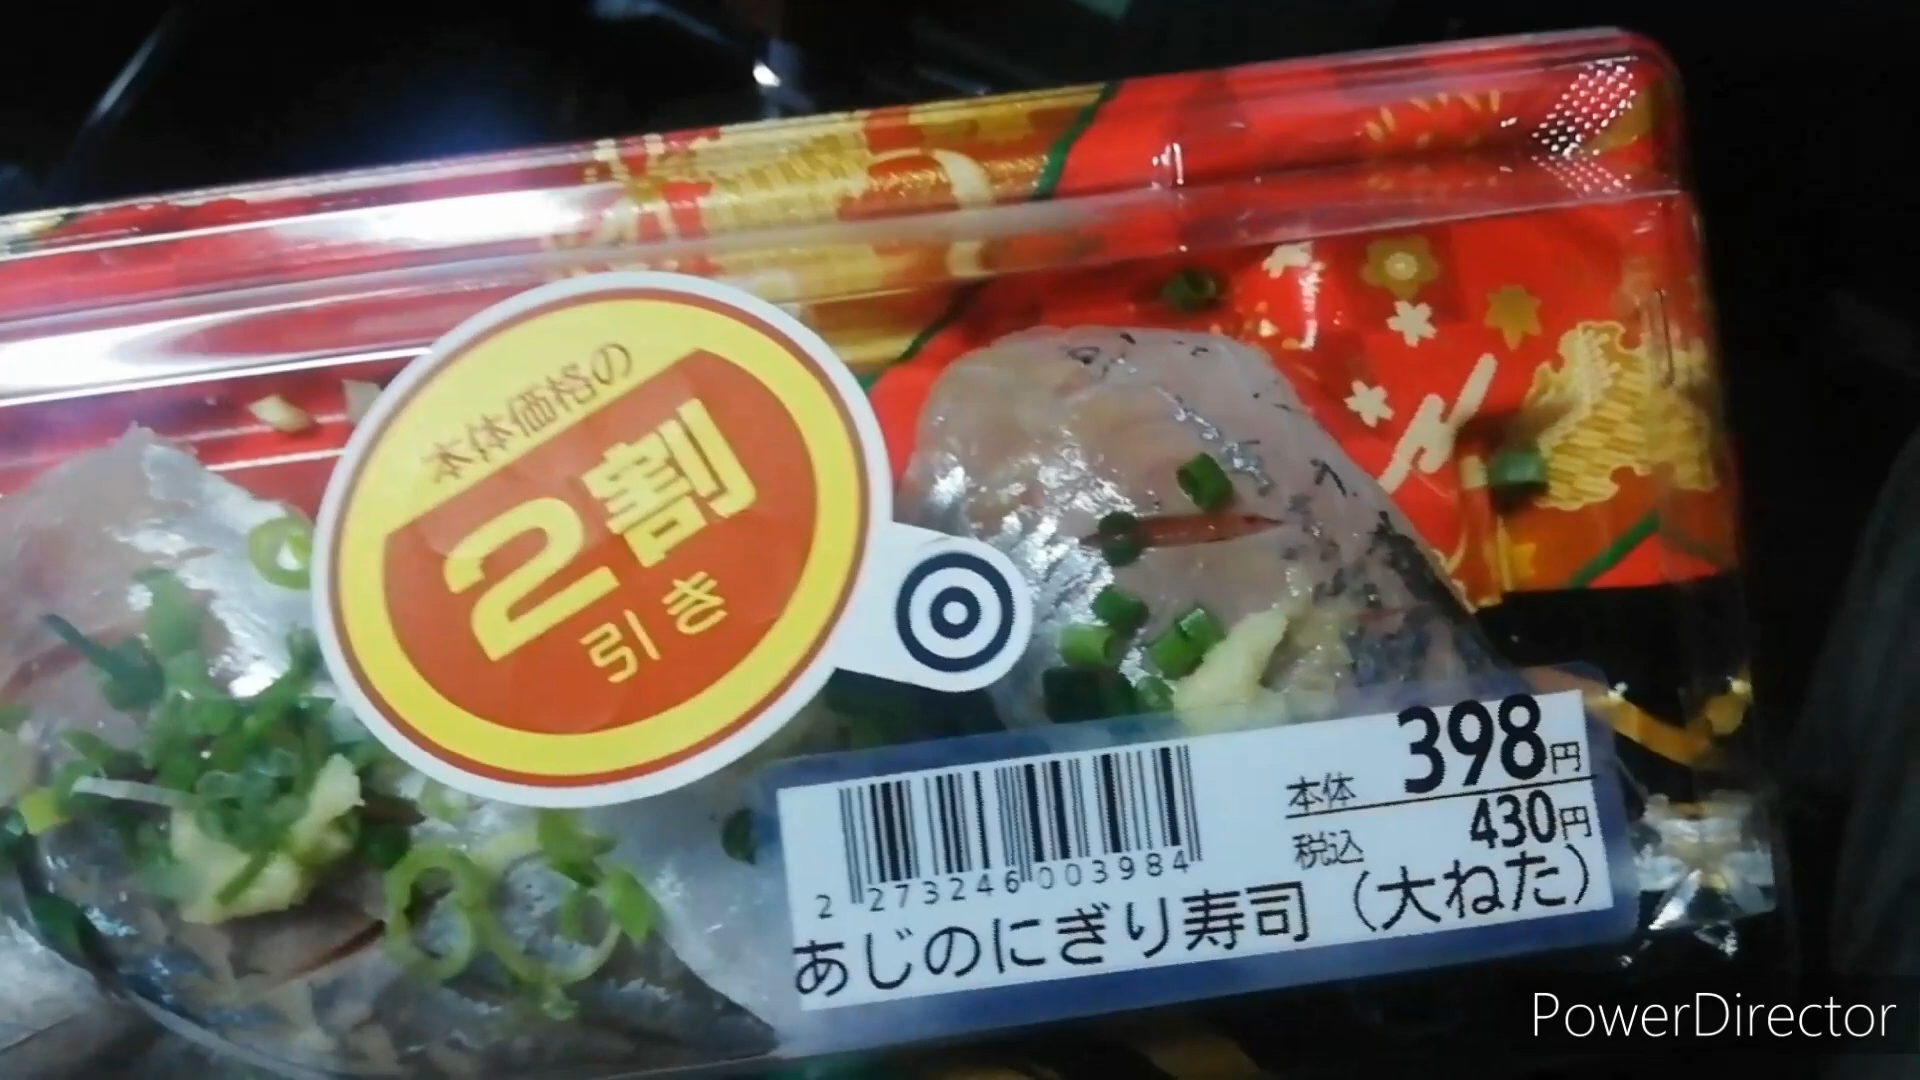 本体価格の
2割
引き
本体 398円
税込 430円
2 273246 003984
あじのにぎり寿司（大ねた）
PowerDirector